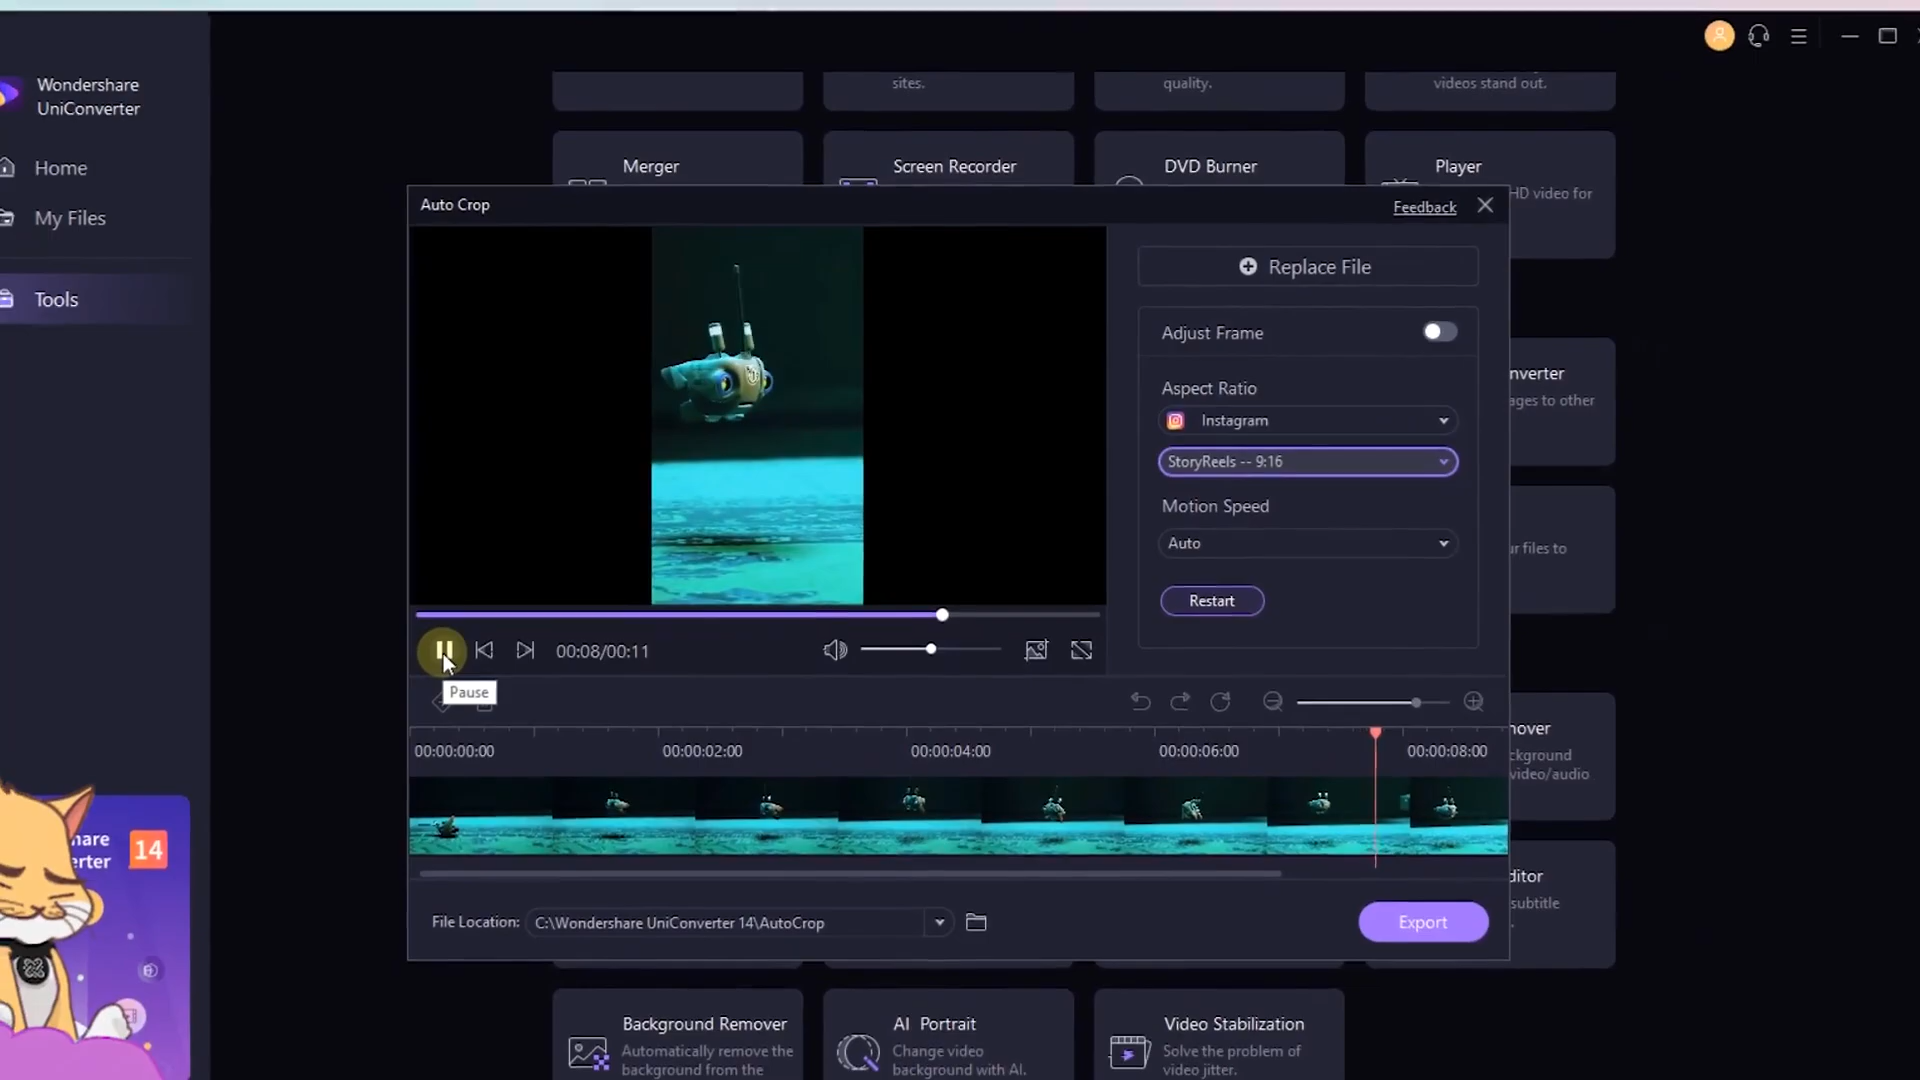 Wondershare
UniConverter
Home
My Files
Tools
sites.
quality.
videos stand out.
Merger
Screen Recorder
DVD Burner
Player
HD video for
Auto Crop
Feedback
Replace File
Adjust Frame
Aspect Ratio
Instagram
StoryReels -- 9:16
Motion Speed
Auto
Restart
nverter
ages to other
ur files to
00:08/00:11
Pause
00:00:00:00
00:00:02:00
00:00:04:00
00:00:06:00
00:00:08:00
over
ckground
video/audio
ditor
subtitle
File Location:
C:\Wondershare UniConverter 14\AutoCrop
Export
hare
erter
14
Background Remover
Automatically remove the
background from the
AI Portrait
Change video
background with AI.
Video Stabilization
Solve the problem of
video jitter.